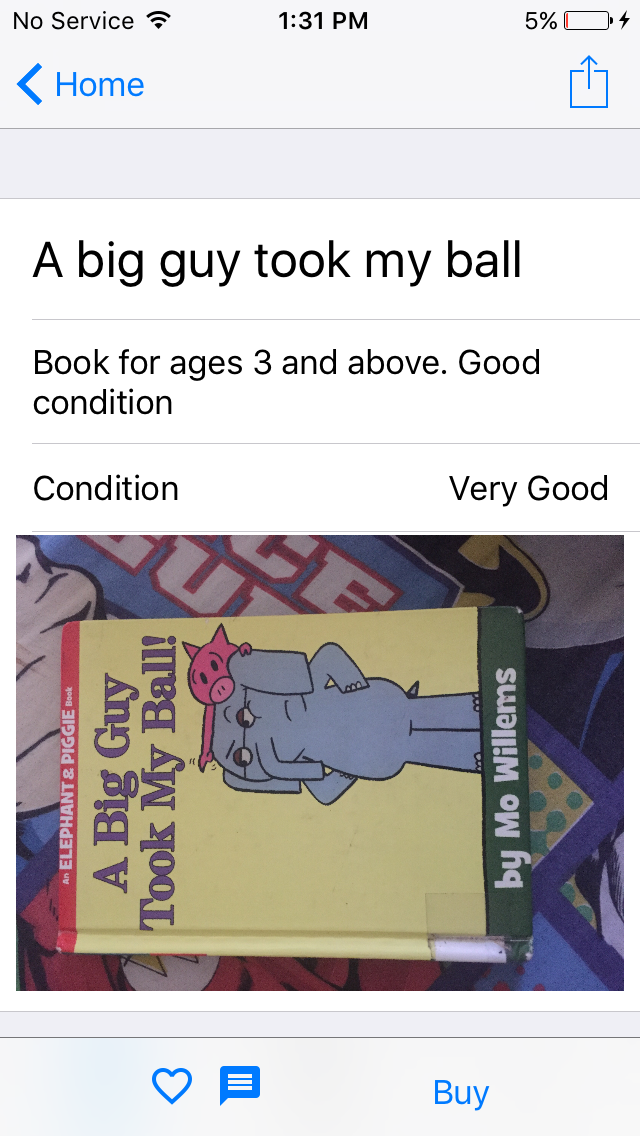 No Service 1:31 PM 5%
Home
A big guy took my ball
Book for ages 3 and above. Good
condition
Condition Very Good
An ELEPHANT & PIGGIE Book
A Big Guy
Took My Ball!
by Mo Willems
Buy